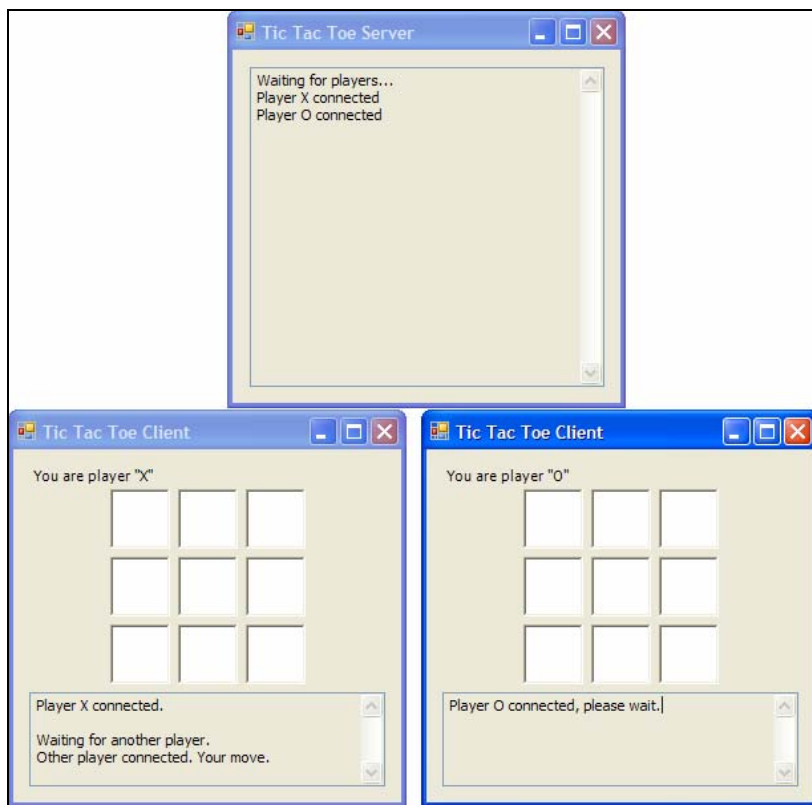 Tic Tac Toe Server
Waiting for players...
Player X connected
Player O connected
Tic Tac Toe Client
You are player "X"
Player X connected.
Waiting for another player.
Other player connected. Your move.
Tic Tac Toe Client
You are player "O"
Player O connected, please wait.